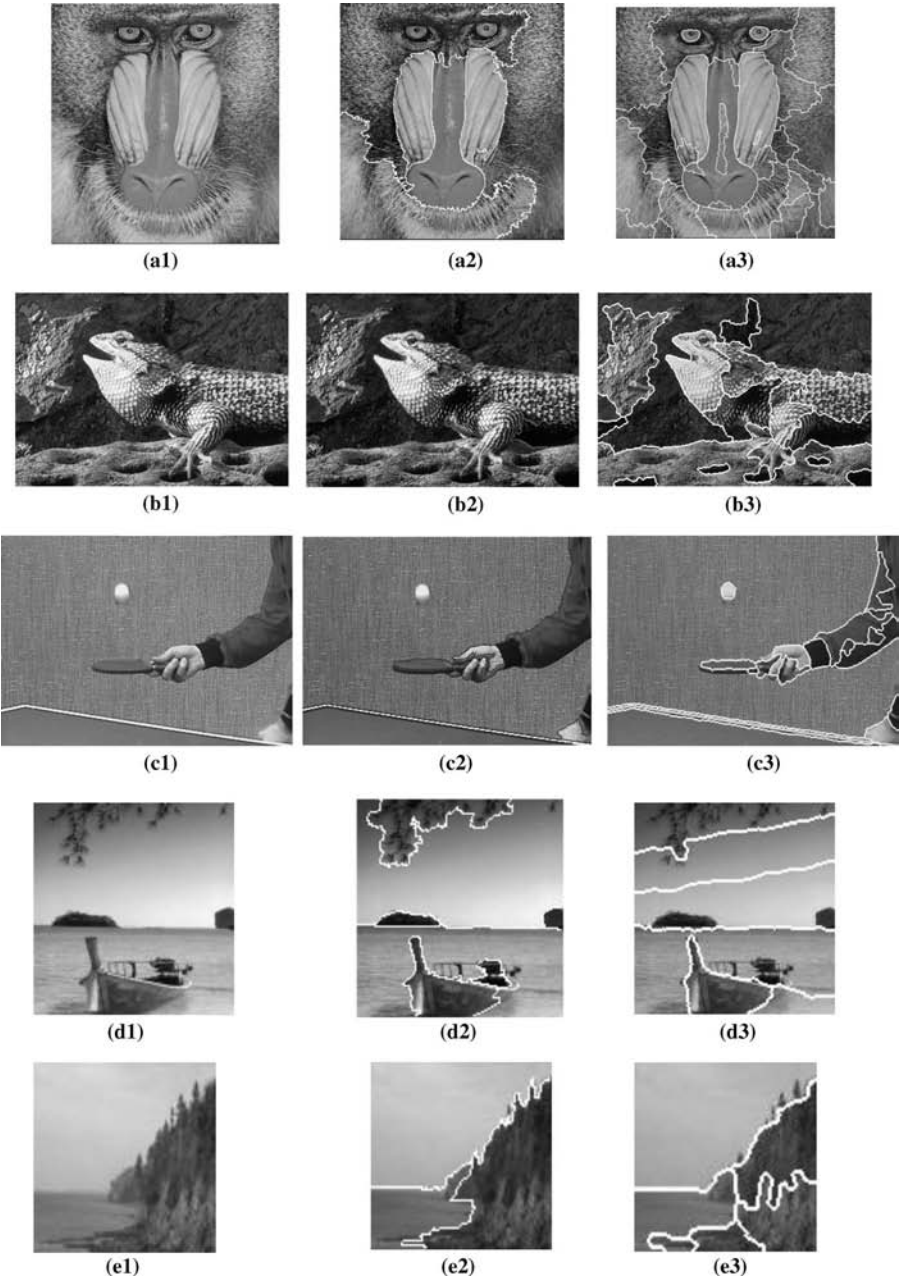 (a1) (a2) (a3)
(b1) (b2) (b3)
(c1) (c2) (c3)
(d1) (d2) (d3)
(e1) (e2) (e3)